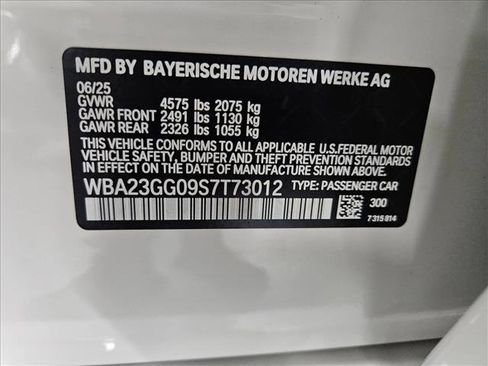 MFD BY BAYERISCHE MOTOREN WERKE AG
06/25
GVWR 4575 lbs 2075 kg
GAWR FRONT 2491 lbs 1130 kg
GAWR REAR 2326 lbs 1055 kg
THIS VEHICLE CONFORMS TO ALL APPLICABLE U.S.FEDERAL MOTOR
VEHICLE SAFETY, BUMPER AND THEFT PREVENTION STANDARDS
IN EFFECT ON THE DATE OF MANUFACTURE SHOWN ABOVE.
WBA23GG09S7T73012 TYPE: PASSENGER CAR
300
7315814